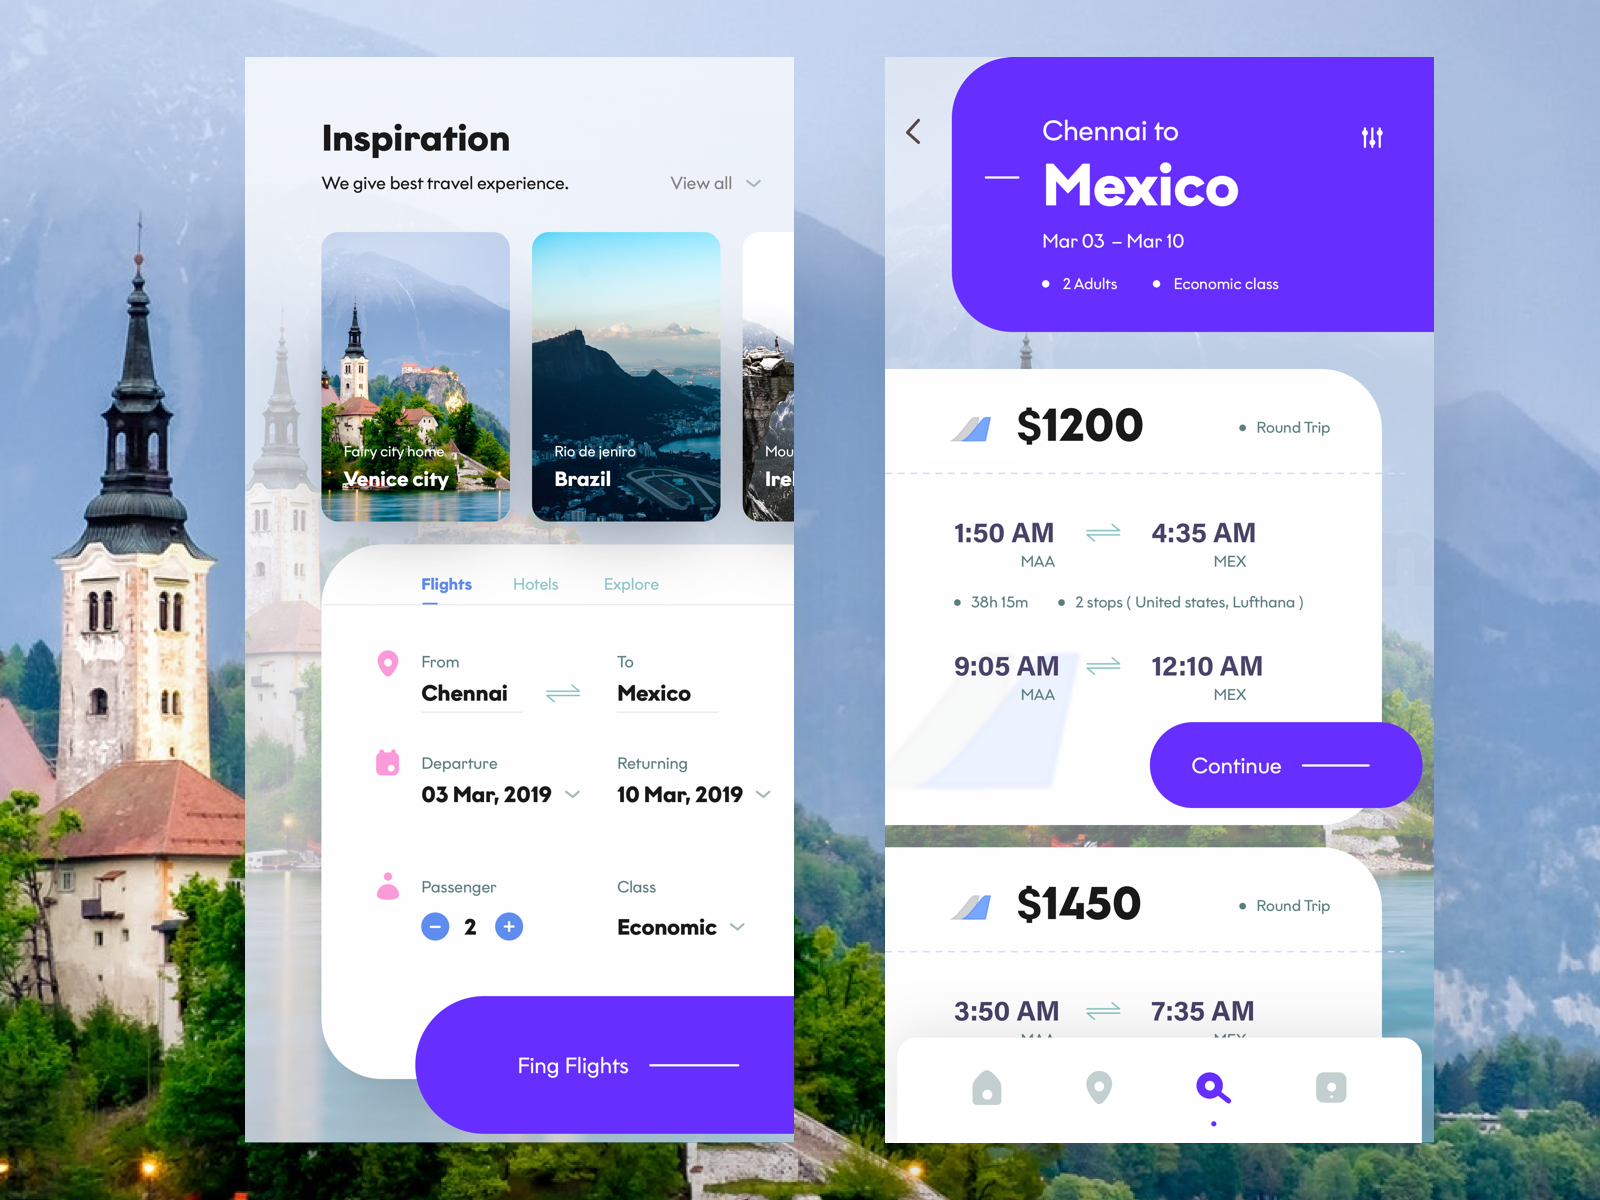 Inspiration
We give best travel experience.
View all
Fairy city home
Venice city
Rio de jeniro
Brazil
Flights Hotels Explore
From To
Chennai Mexico
Departure Returning
03 Mar, 2019 10 Mar, 2019
Passenger Class
2 Economic
Fing Flights
Chennai to
Mexico
Mar 03 – Mar 10
2 Adults Economic class
$1200 Round Trip
1:50 AM 4:35 AM
MAA MEX
38h 15m 2 stops ( United states, Lufthana )
9:05 AM 12:10 AM
MAA MEX
Continue
$1450 Round Trip
3:50 AM 7:35 AM